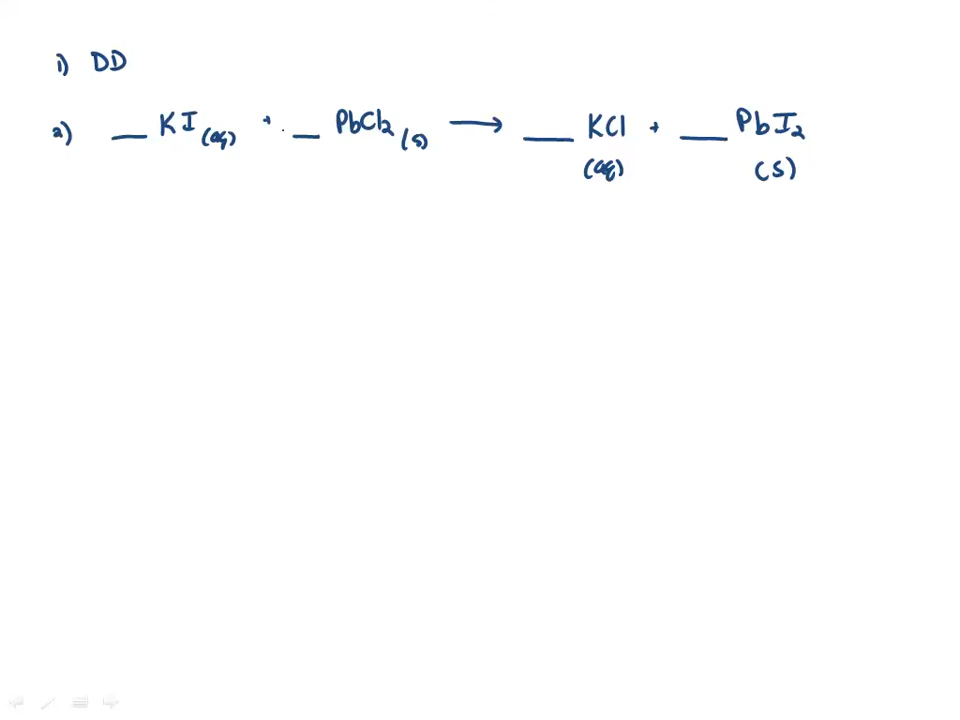 1) DD
2) __ KI (aq) + __ PbCl₂ (s) → __ KCl (aq) + __ PbI₂ (s)